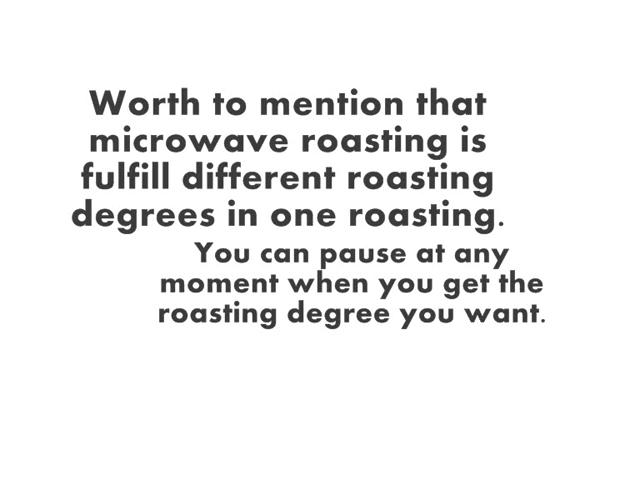 Worth to mention that
microwave roasting is
fulfill different roasting
degrees in one roasting.
You can pause at any
moment when you get the
roasting degree you want.